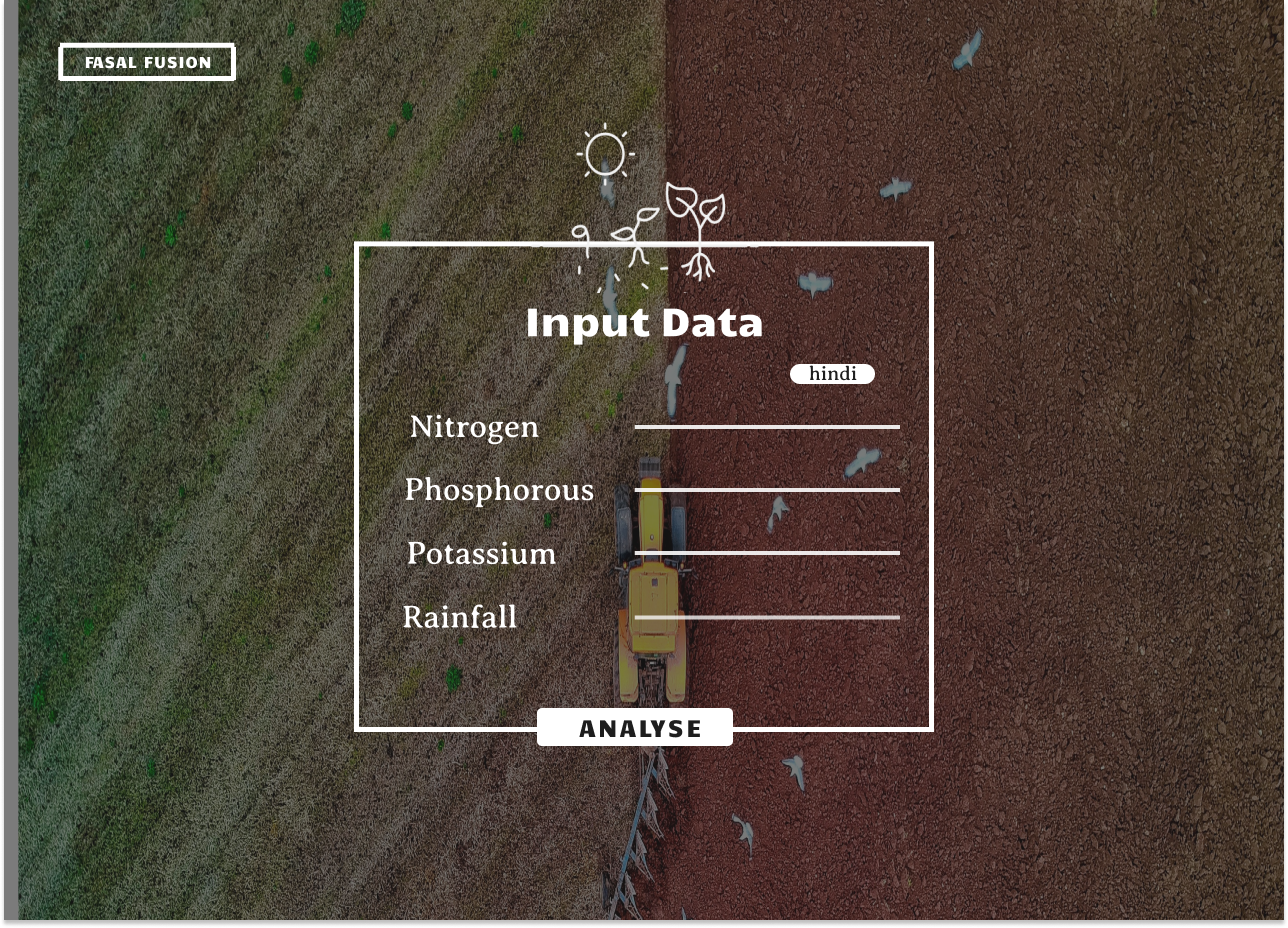 FASAL FUSION
Input Data
hindi
Nitrogen
Phosphorous
Potassium
Rainfall
ANALYSE